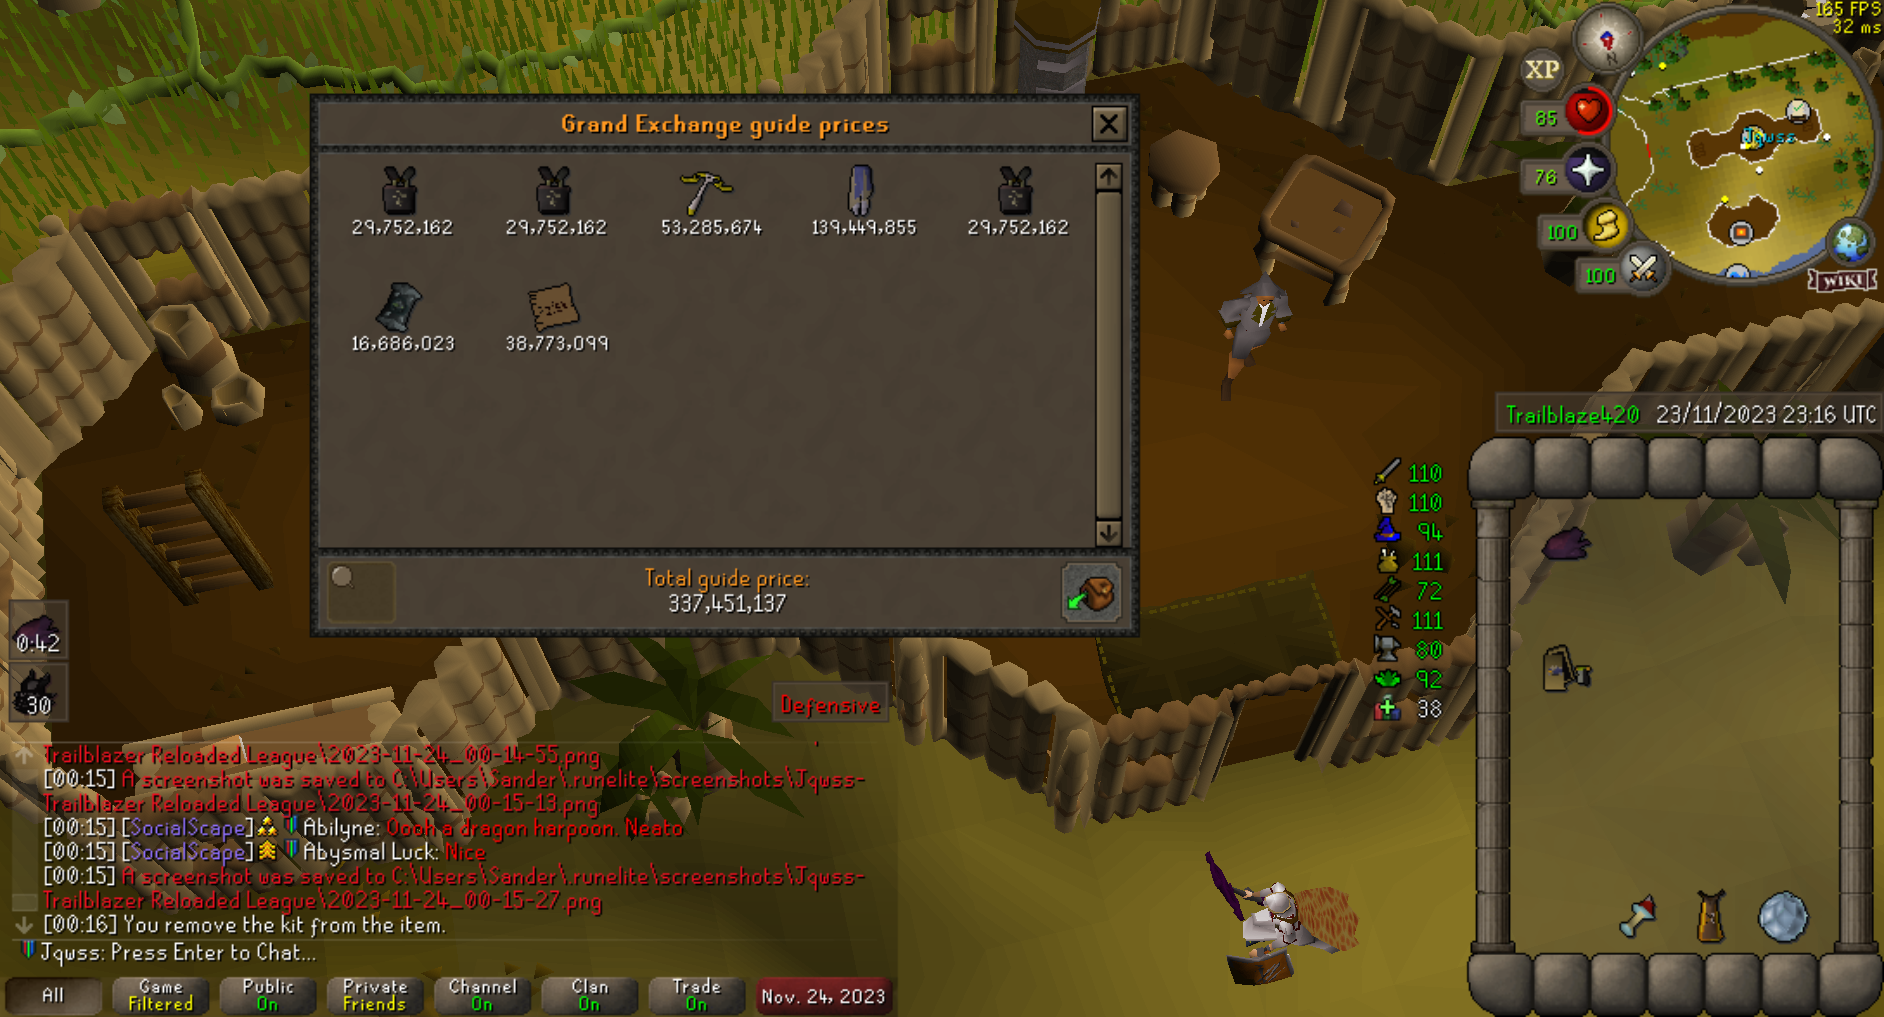 165 FPS
32 ms
XP
85
Jqwss
76
100
100
WIKI
Grand Exchange guide prices
29,752,162
29,752,162
53,285,674
139,449,855
29,752,162
16,686,023
38,773,099
Total guide price:
337,451,137
Trailblaze420 23/11/2023 23:16 UTC
110
110
94
111
72
111
80
92
38
0:42
30
Defensive
Trailblazer Reloaded League\2023-11-24_00-14-55.png
[00:15] A screenshot was saved to C:\Users\Sander\.runelite\screenshots\Jqwss-
Trailblazer Reloaded League\2023-11-24_00-15-13.png
[00:15] [SocialScape] Abilyne: Oooh a dragon harpoon. Neato
[00:15] [SocialScape] Abysmal Luck: Nice
[00:15] A screenshot was saved to C:\Users\Sander\.runelite\screenshots\Jqwss-
Trailblazer Reloaded League\2023-11-24_00-15-27.png
[00:16] You remove the kit from the item.
Jqwss: Press Enter to Chat...
All
Game
Filtered
Public
On
Private
Friends
Channel
On
Clan
On
Trade
On
Nov. 24, 2023